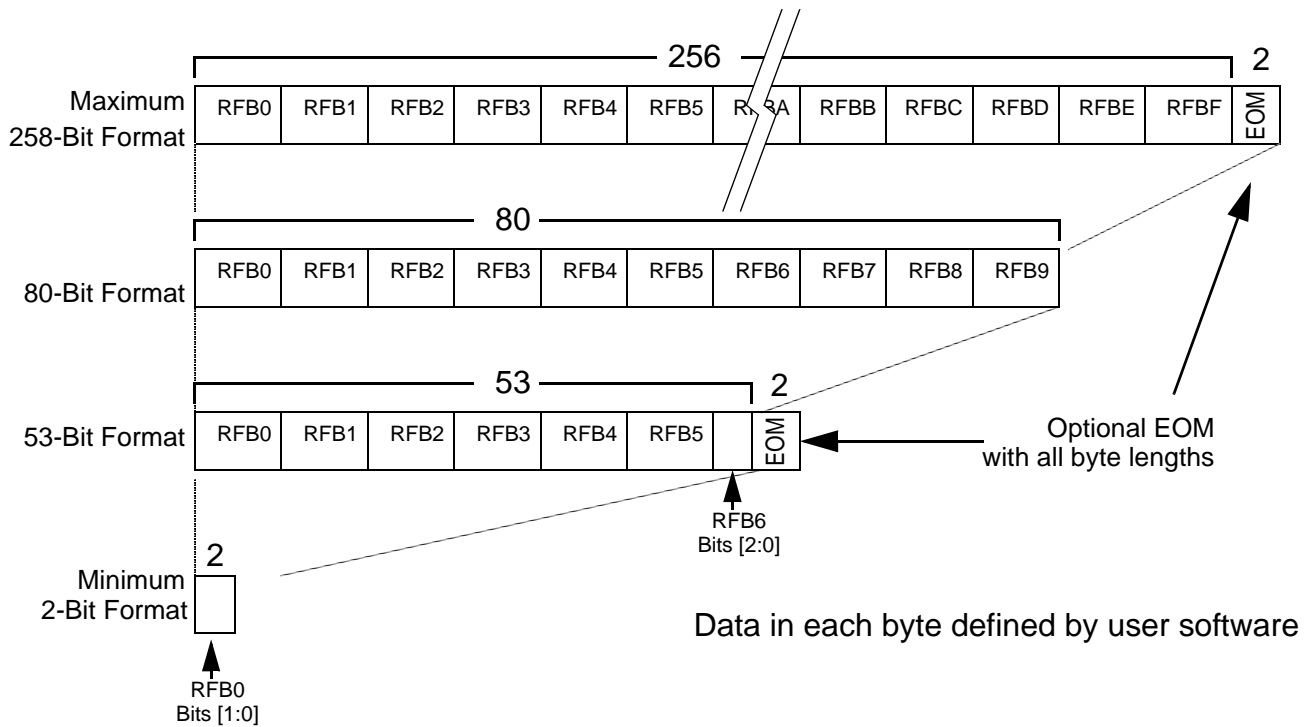 256
2
Maximum
258-Bit Format
RFB0 RFB1 RFB2 RFB3 RFB4 RFB5 RFBA RFBB RFBC RFBD RFBE RFBF EOM
80
80-Bit Format
RFB0 RFB1 RFB2 RFB3 RFB4 RFB5 RFB6 RFB7 RFB8 RFB9
53
2
53-Bit Format
RFB0 RFB1 RFB2 RFB3 RFB4 RFB5 EOM
Optional EOM
with all byte lengths
RFB6
Bits [2:0]
2
Minimum
2-Bit Format
RFB0
Bits [1:0]
Data in each byte defined by user software